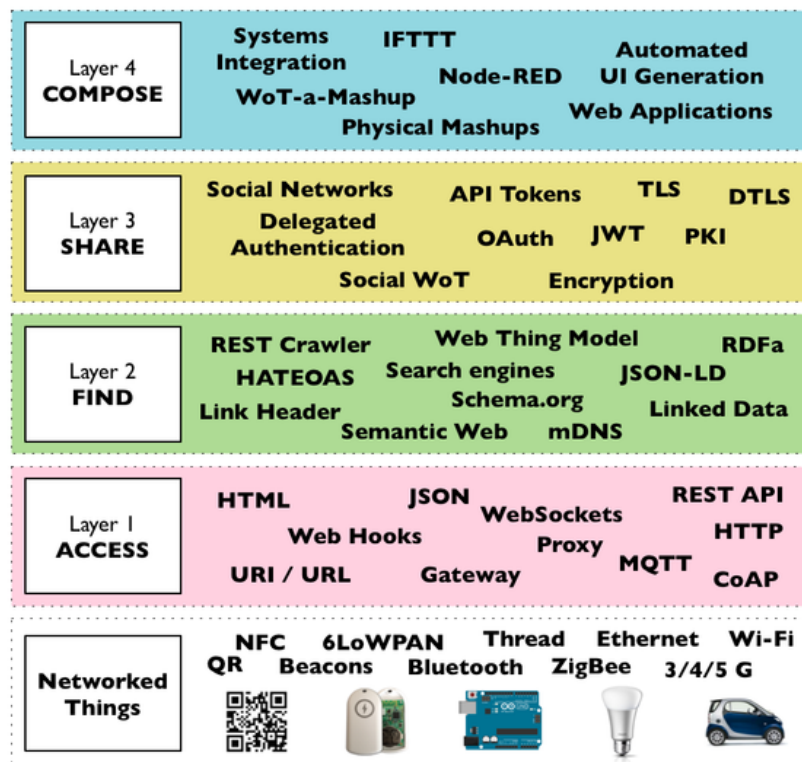 Layer 4
COMPOSE
Systems
Integration
IFTTT
Node-RED
Automated
UI Generation
WoT-a-Mashup
Web Applications
Physical Mashups
Layer 3
SHARE
Social Networks
API Tokens
TLS
DTLS
Delegated
Authentication
OAuth
JWT
PKI
Social WoT
Encryption
Layer 2
FIND
REST Crawler
Web Thing Model
RDFa
HATEOAS
Search engines
JSON-LD
Link Header
Schema.org
Linked Data
Semantic Web
mDNS
Layer 1
ACCESS
HTML
JSON
REST API
WebSockets
Web Hooks
Proxy
HTTP
URI / URL
Gateway
MQTT
CoAP
Networked
Things
NFC
6LoWPAN
Thread
Ethernet
Wi-Fi
QR
Beacons
Bluetooth
ZigBee
3/4/5 G